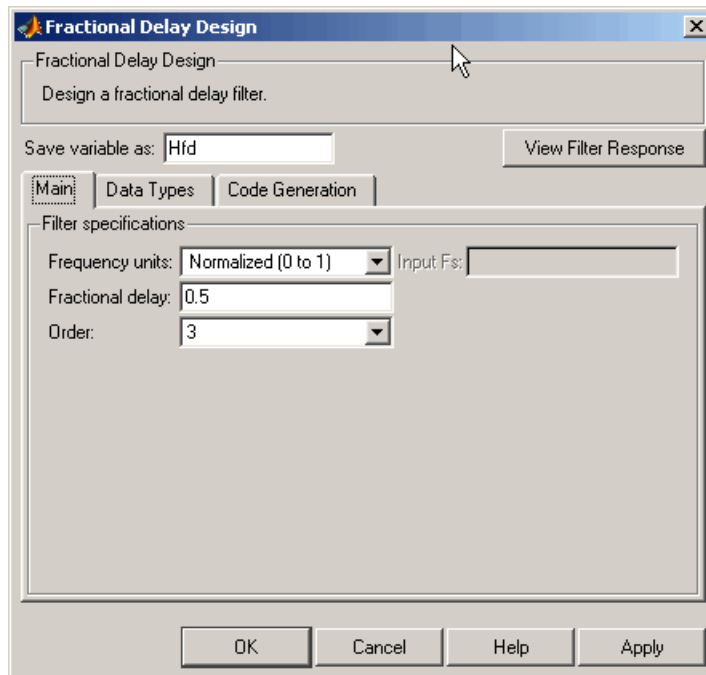 Fractional Delay Design
Fractional Delay Design
Design a fractional delay filter.
Save variable as: Hfd View Filter Response
Main Data Types Code Generation
Filter specifications
Frequency units: Normalized (0 to 1) Input Fs:
Fractional delay: 0.5
Order: 3
OK Cancel Help Apply